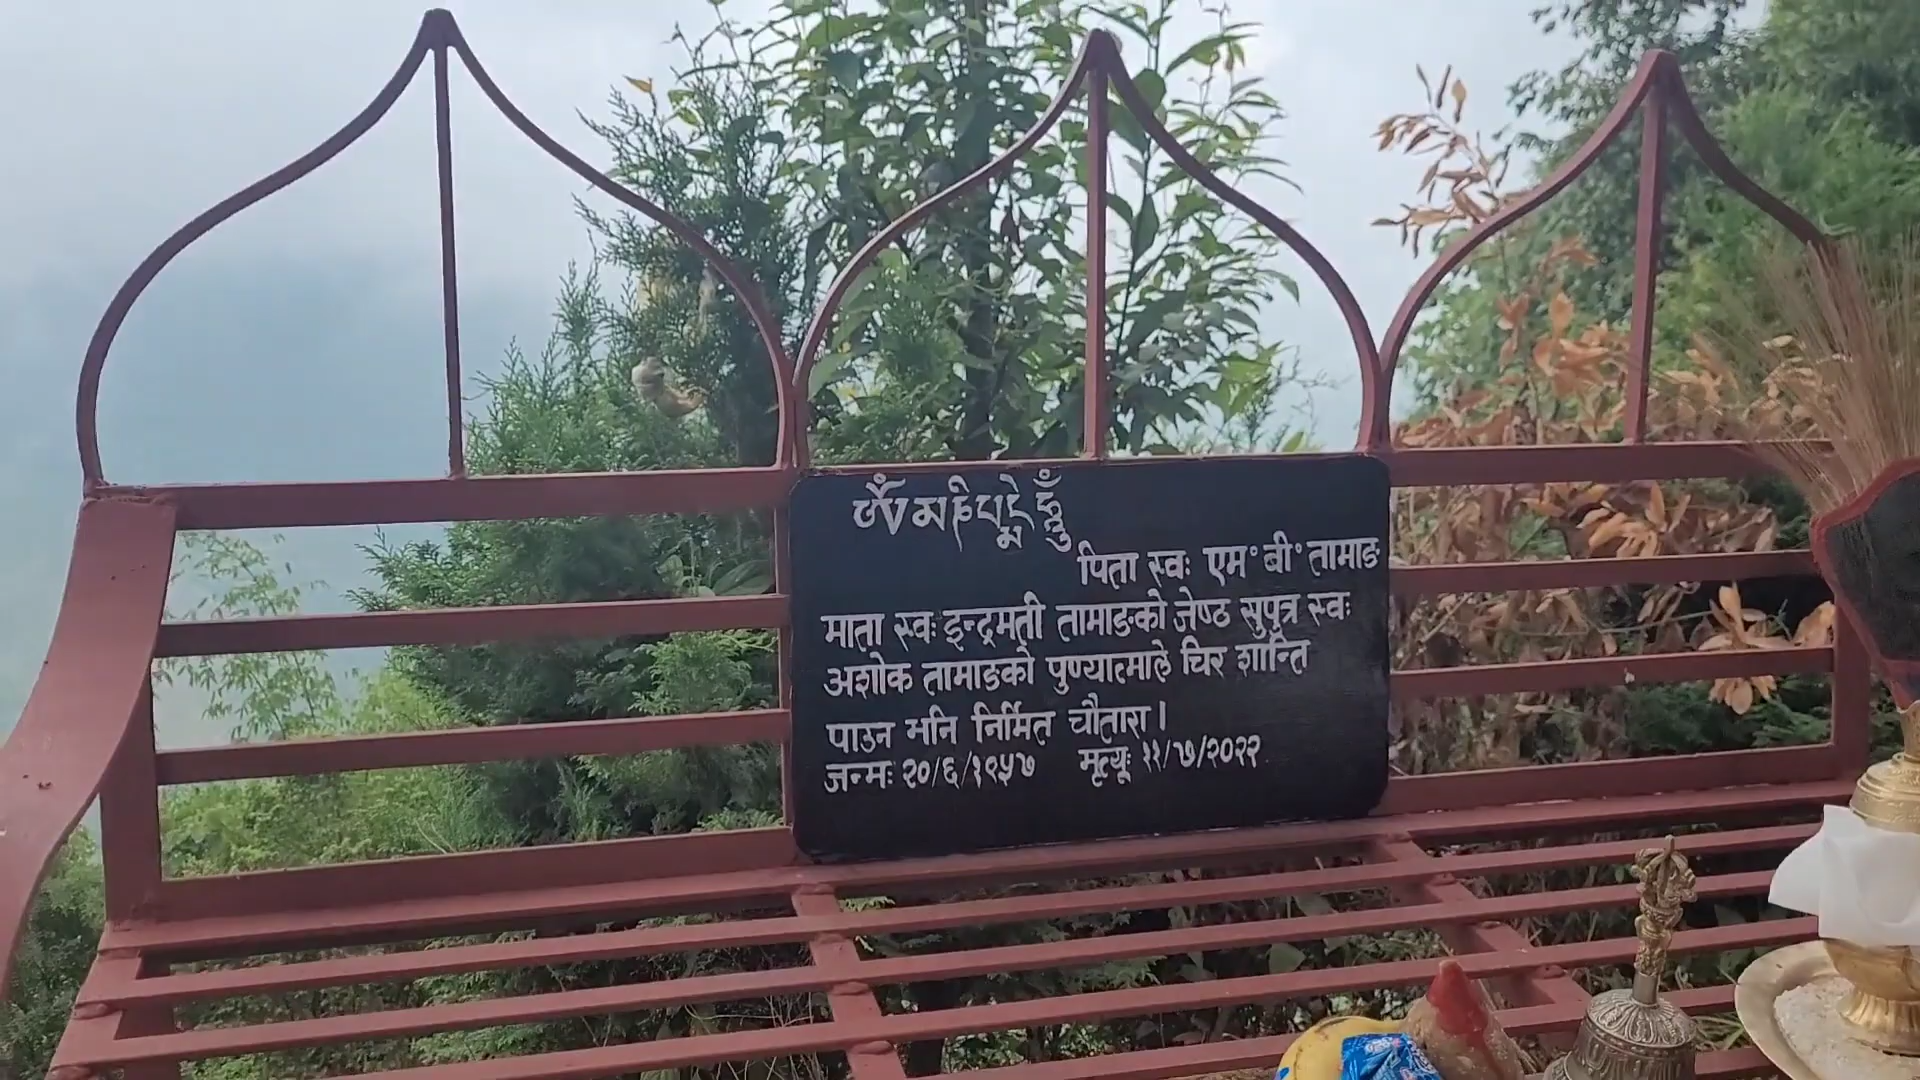 ༀ་མ་ཎི་པདྨེ་ཧཱུྃ
पिता स्वः एम॰ बी॰ तामाङ
माता स्वः इन्द्रमती तामाङको जेष्ठ सुपुत्र स्वः
अशोक तामाङको पुण्यात्माले चिर शान्ति
पाउन भनि निर्मित चौतारा।
जन्मः २०/६/१९५७ मृत्यूः ११/७/२०२२